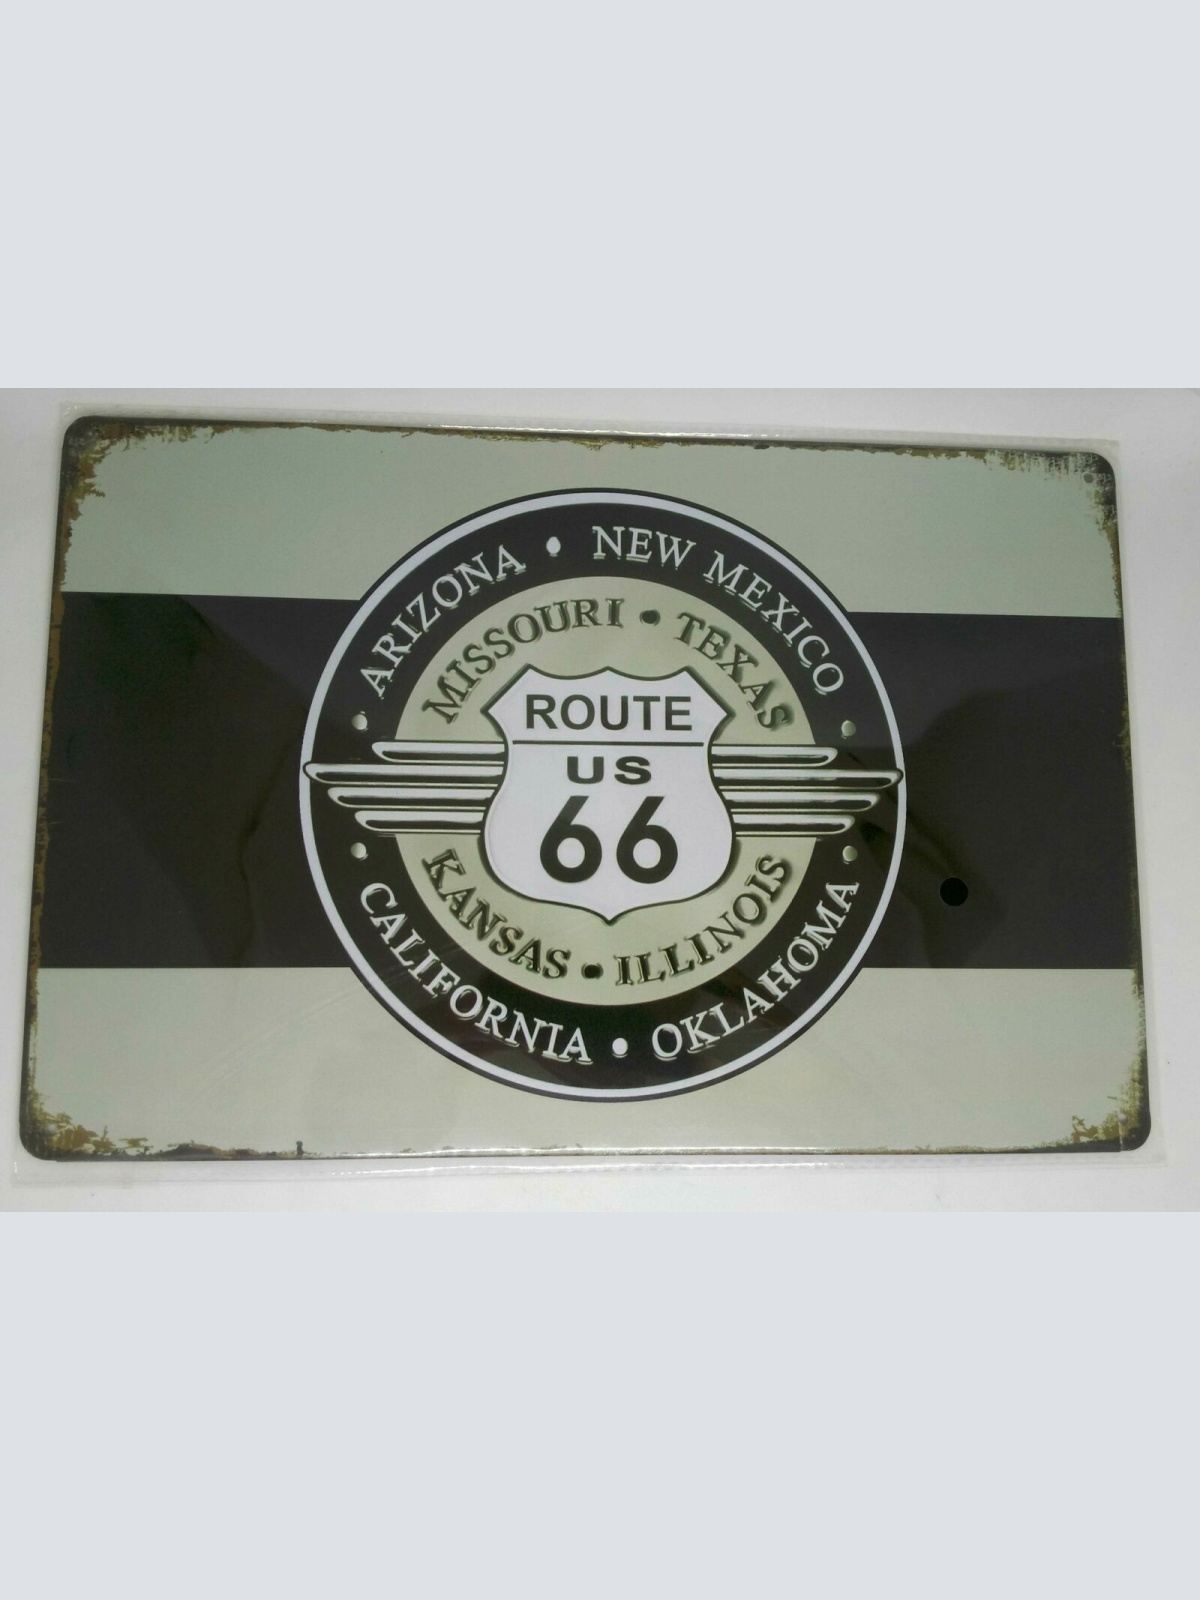 ARIZONA • NEW MEXICO
MISSOURI • TEXAS
ROUTE
US
66
KANSAS • ILLINOIS
CALIFORNIA • OKLAHOMA